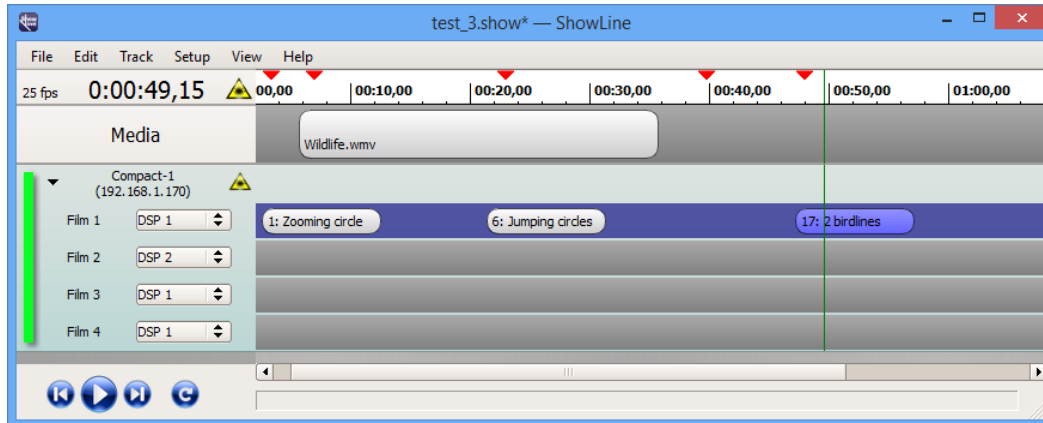 test_3.show* — ShowLine
File Edit Track Setup View Help
25 fps 0:00:49,15 00,00 00:10,00 00:20,00 00:30,00 00:40,00 00:50,00 01:00,00
Media
Wildlife.wmv
Compact-1
(192.168.1.170)
Film 1 DSP 1 1: Zooming circle 6: Jumping circles 17: 2 birdlines
Film 2 DSP 2
Film 3 DSP 1
Film 4 DSP 1